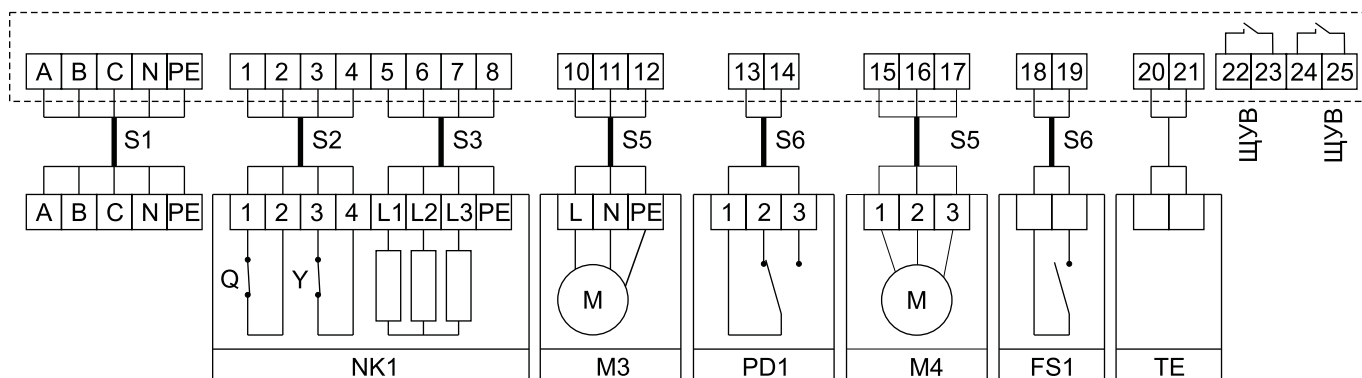 A B C N PE 1 2 3 4 5 6 7 8 10 11 12 13 14 15 16 17 18 19 20 21 22 23 24 25
S1 S2 S3 S5 S6 S5 S6 ЩУВ ЩУВ
A B C N PE 1 2 3 4 L1 L2 L3 PE L N PE 1 2 3 1 2 3
Q Y M M
NK1 M3 PD1 M4 FS1 TE